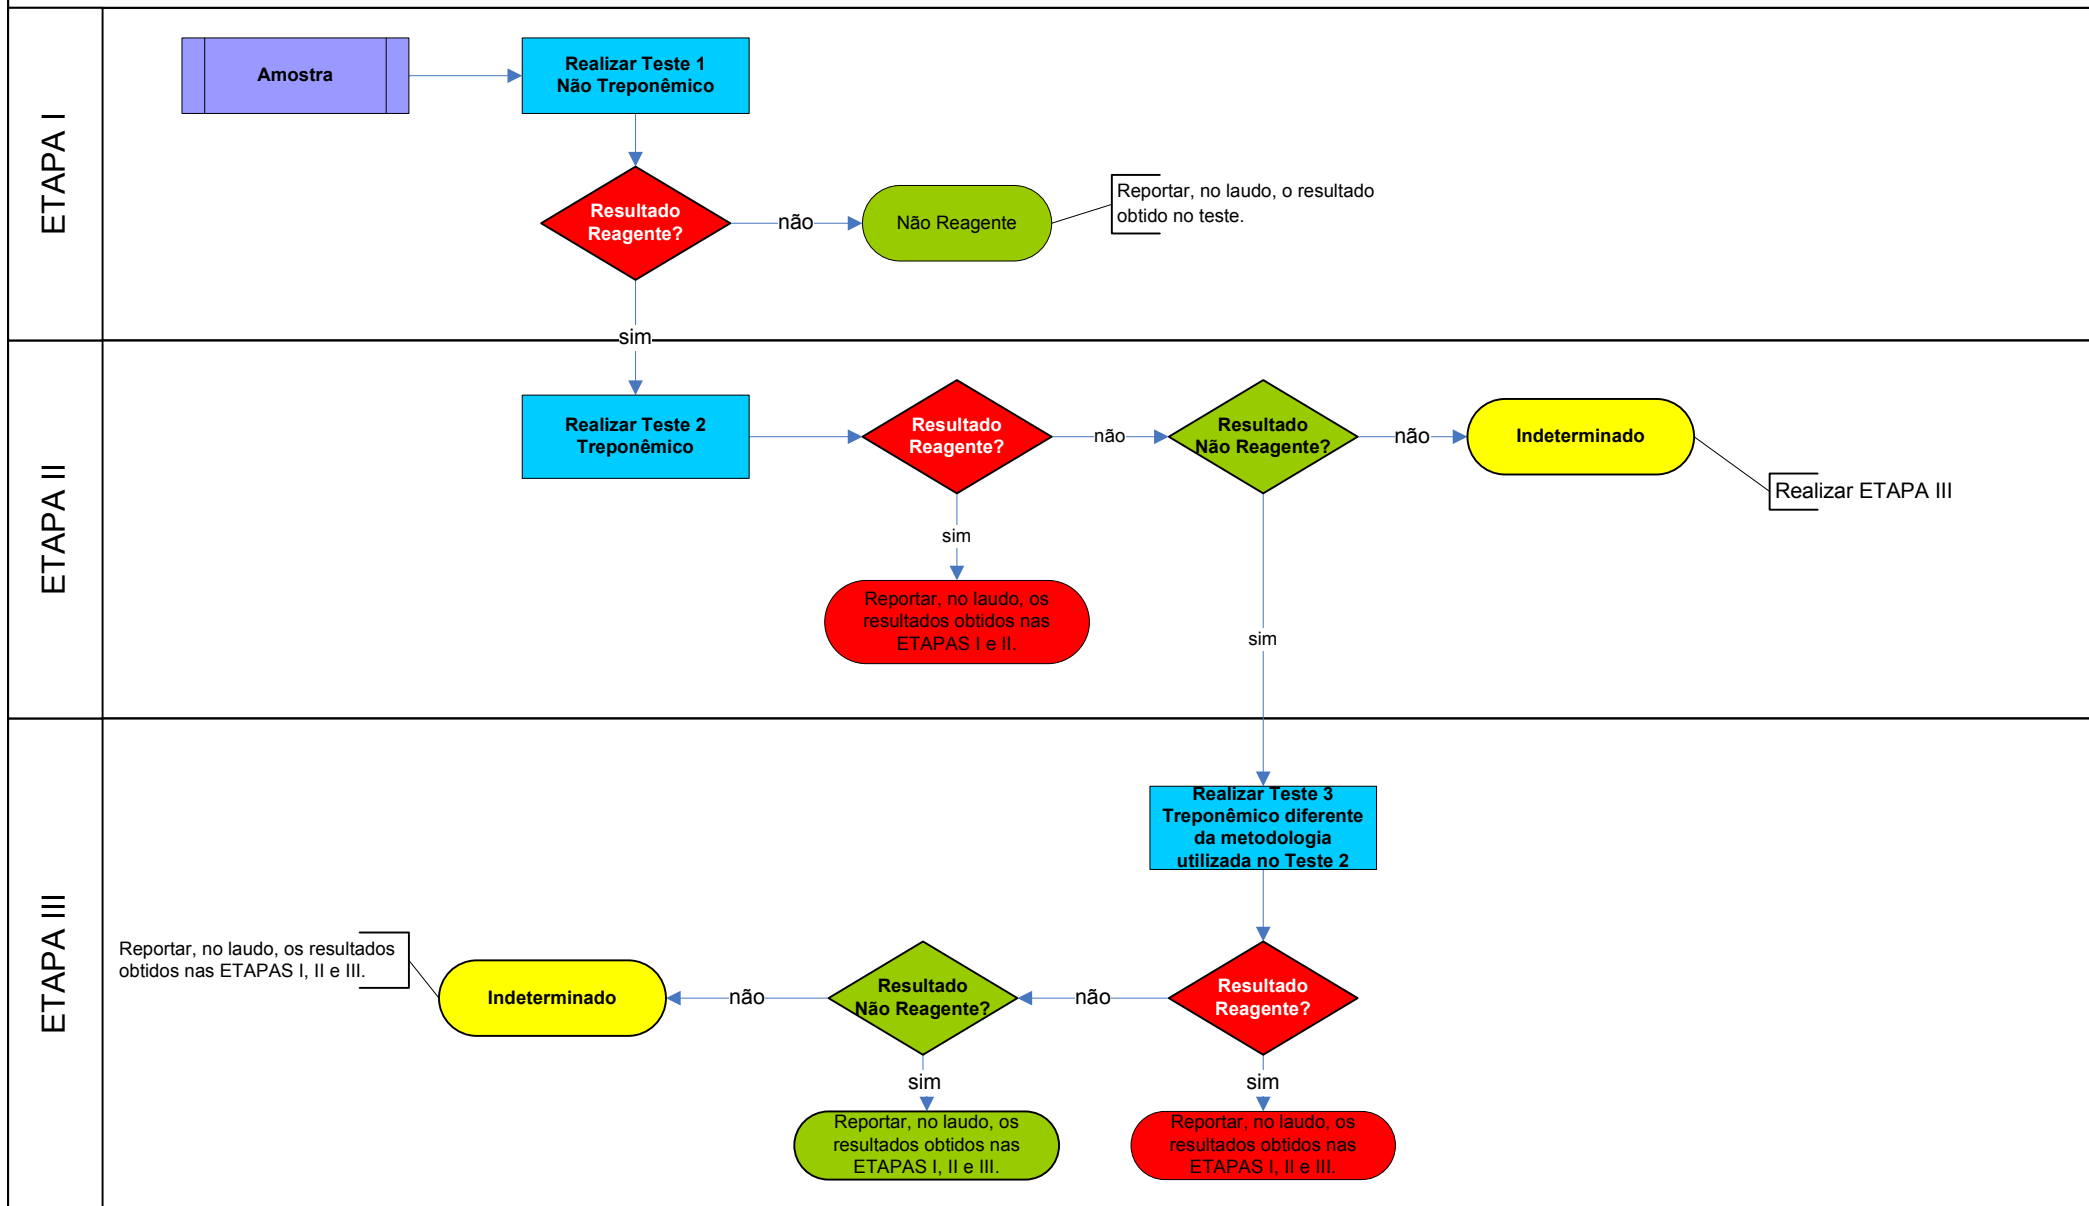 ETAPA I
Amostra
Realizar Teste 1
Não Treponêmico
Resultado
Reagente?
não
Não Reagente
Reportar, no laudo, o resultado
obtido no teste.
sim
ETAPA II
Realizar Teste 2
Treponêmico
Resultado
Reagente?
não
Resultado
Não Reagente?
não
Indeterminado
Realizar ETAPA III
sim
Reportar, no laudo, os
resultados obtidos nas
ETAPAS I e II.
sim
ETAPA III
Realizar Teste 3
Treponêmico diferente
da metodologia
utilizada no Teste 2
Resultado
Reagente?
não
Resultado
Não Reagente?
não
Indeterminado
Reportar, no laudo, os resultados
obtidos nas ETAPAS I, II e III.
sim
Reportar, no laudo, os
resultados obtidos nas
ETAPAS I, II e III.
sim
Reportar, no laudo, os
resultados obtidos nas
ETAPAS I, II e III.